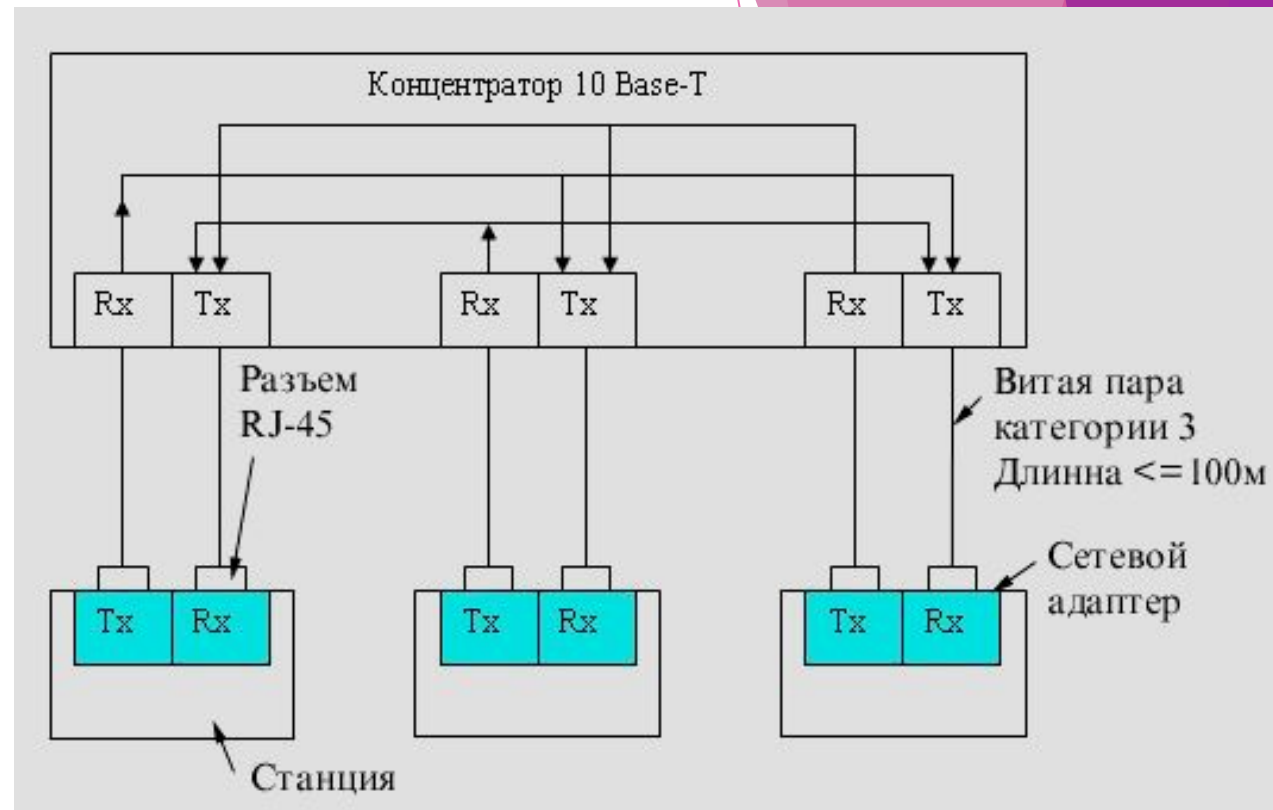 Концентратор 10 Base-T
Rx Tx Rx Tx Rx Tx
Разъем
RJ-45
Витая пара
категории 3
Длинна <=100м
Сетевой
адаптер
Tx Rx Tx Rx Tx Rx
Станция